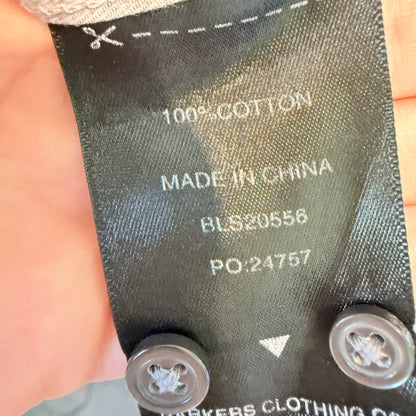 100% COTTON
MADE IN CHINA
BLS20556
PO:24757
CLOTHING